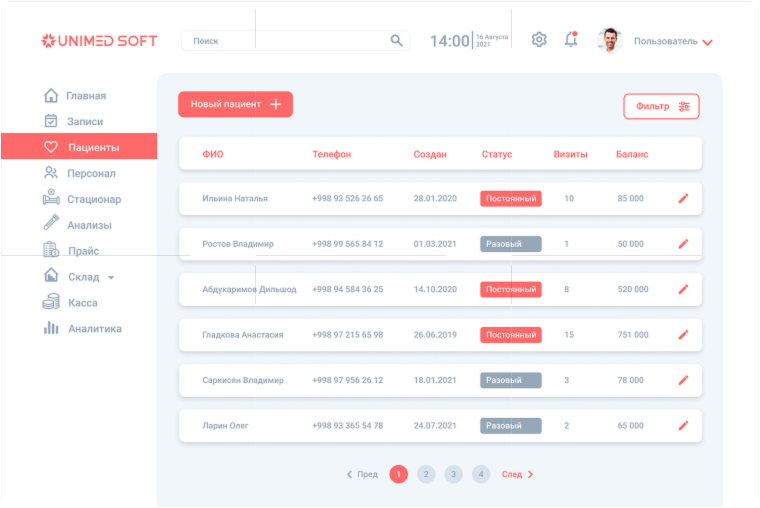 UNIMED SOFT
Поиск
14:00
16 Августа
2021
Пользователь
Главная
Записи
Пациенты
Персонал
Стационар
Анализы
Прайс
Склад
Касса
Аналитика
Новый пациент
Фильтр
ФИО Телефон Создан Статус Визиты Баланс
Ильина Наталья +998 93 526 26 65 28.01.2020 Постоянный 10 85 000
Ростов Владимир +998 99 565 84 12 01.03.2021 Разовый 1 50 000
Абдукаримов Дильшод +998 94 584 36 25 14.10.2020 Постоянный 8 520 000
Гладкова Анастасия +998 97 215 65 98 26.06.2019 Постоянный 15 751 000
Саркисян Владимир +998 97 956 26 12 18.01.2021 Разовый 3 78 000
Ларин Олег +998 93 365 54 78 24.07.2021 Разовый 2 65 000
Пред 1 2 3 4 След